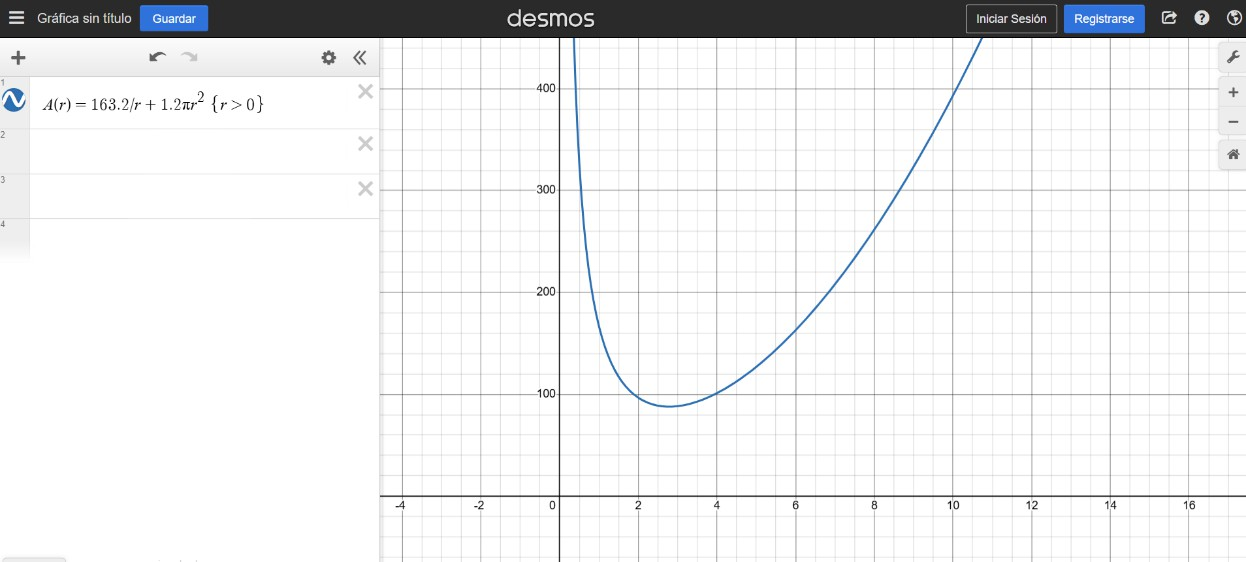 Gráfica sin título Guardar desmos Iniciar Sesión Registrarse ?
1
A(r) = 163.2/r + 1.2πr² {r > 0}
2
3
4
400
300
200
100
-4 -2 0 2 4 6 8 10 12 14 16